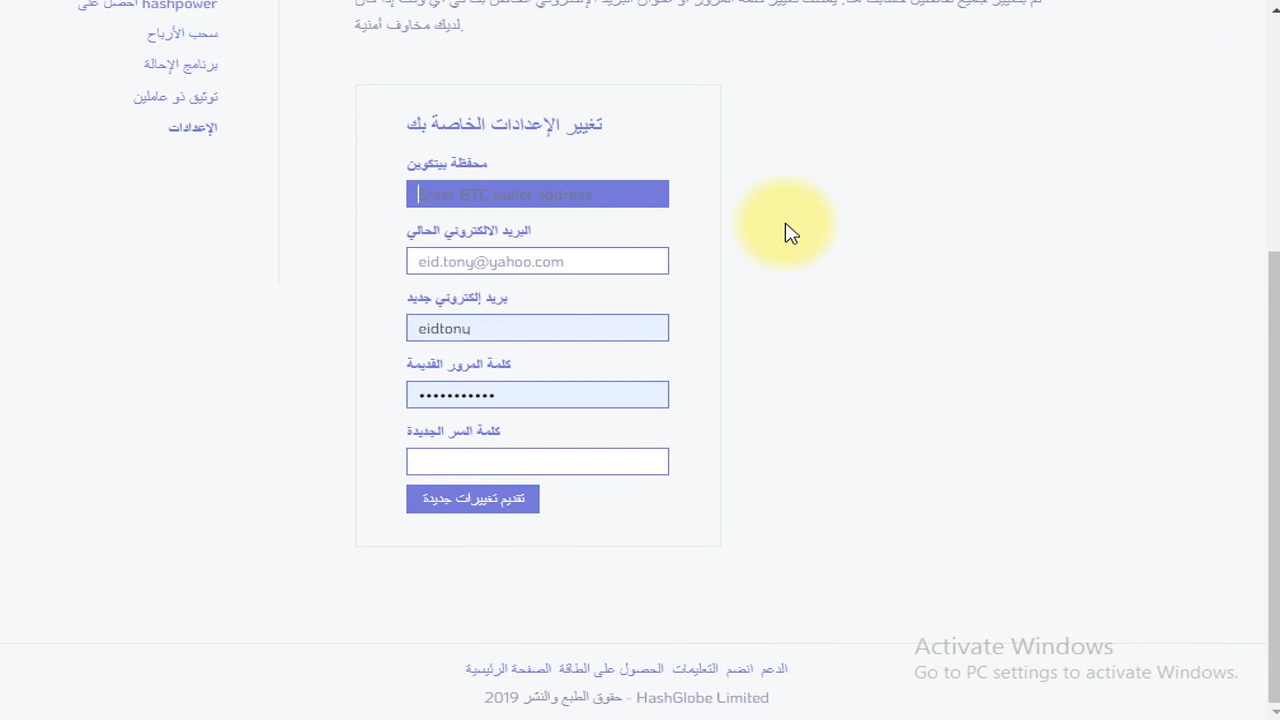 hashpower احصل على
سحب الأرباح
برنامج الإحالة
توثيق ذو عاملين
الإعدادات
لديك مخاوف أمنية.
تغيير الإعدادات الخاصة بك
محفظة بيتكوين
Enter BTC wallet address
البريد الالكتروني الحالي
eid.tony@yahoo.com
بريد إلكتروني جديد
eidtony
كلمة المرور القديمة
•••••••••••
كلمة السر الجديدة
تقديم تغييرات جديدة
الدعم انضم التعليمات الحصول على الطاقة الصفحة الرئيسية
حقوق الطبع والنشر 2019 - HashGlobe Limited
Activate Windows
Go to PC settings to activate Windows.